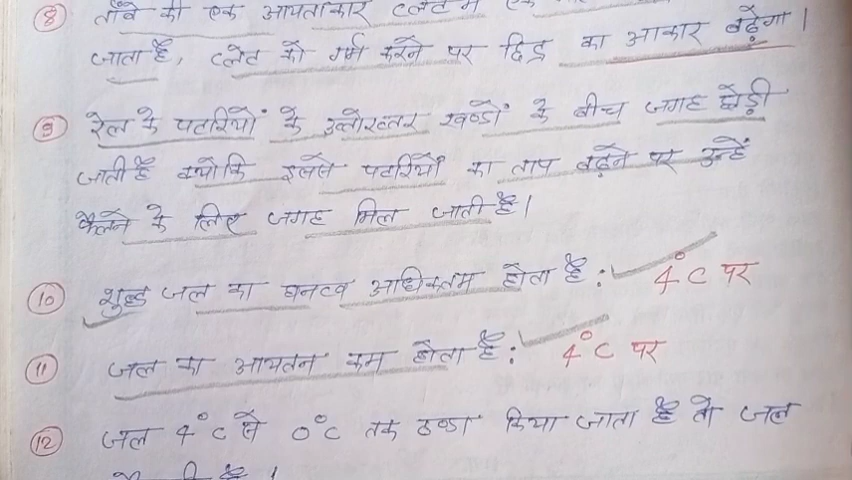 ⑧ ताँबे की एक आयताकार प्लेट में एक
जाता है, प्लेट को गर्म करने पर छिद्र का आकार बढ़ेगा।
⑨ रेल के पटरियों के उत्तरोत्तर खण्डों के बीच जगह छोड़ी
जाती है क्योंकि इससे पटरियों का ताप बढ़ने पर उन्हें
फैलने के लिए जगह मिल जाती है।
⑩ शुद्ध जल का घनत्व अधिकतम होता है: 4°C पर
⑪ जल का आयतन कम होता है: 4°C पर
⑫ जल 4°C से 0°C तक ठण्डा किया जाता है तो जल